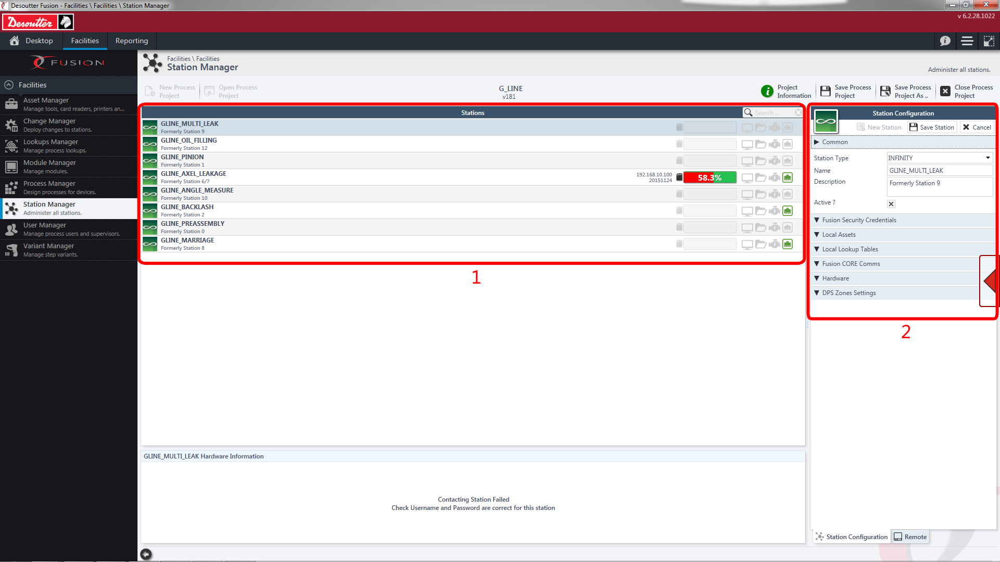 Desoutter Fusion - Facilities \ Facilities \ Station Manager
Desoutter
v 6.2.28.1022
Desktop
Facilities
Reporting
FUSION
Facilities
Asset Manager
Manage tools, card readers, printers an...
Change Manager
Deploy changes to stations.
Lookups Manager
Manage process lookups.
Module Manager
Manage modules.
Process Manager
Design processes for devices.
Station Manager
Administer all stations.
User Manager
Manage process users and supervisors.
Variant Manager
Manage step variants.
Facilities \ Facilities
Station Manager
Administer all stations.
New Process
Project
Open Process
Project
G_LINE
v181
Project
Information
Save Process
Project
Save Process
Project As ..
Close Process
Project
Stations
Search ...
GLINE_MULTI_LEAK
Formerly Station 9
GLINE_OIL_FILLING
Formerly Station 12
GLINE_PINION
Formerly Station 1
GLINE_AXEL_LEAKAGE
Formerly Station 6/7
192.168.10.100
20151124
58.3%
GLINE_ANGLE_MEASURE
Formerly Station 10
GLINE_BACKLASH
Formerly Station 2
GLINE_PREASSEMBLY
Formerly Station 0
GLINE_MARRIAGE
Formerly Station 8
1
Station Configuration
New Station
Save Station
Cancel
Common
Station Type
INFINITY
Name
GLINE_MULTI_LEAK
Description
Formerly Station 9
Active ?
Fusion Security Credentials
Local Assets
Local Lookup Tables
Fusion CORE Comms
Hardware
DPS Zones Settings
2
GLINE_MULTI_LEAK Hardware Information
Contacting Station Failed
Check Username and Password are correct for this station
Station Configuration
Remote